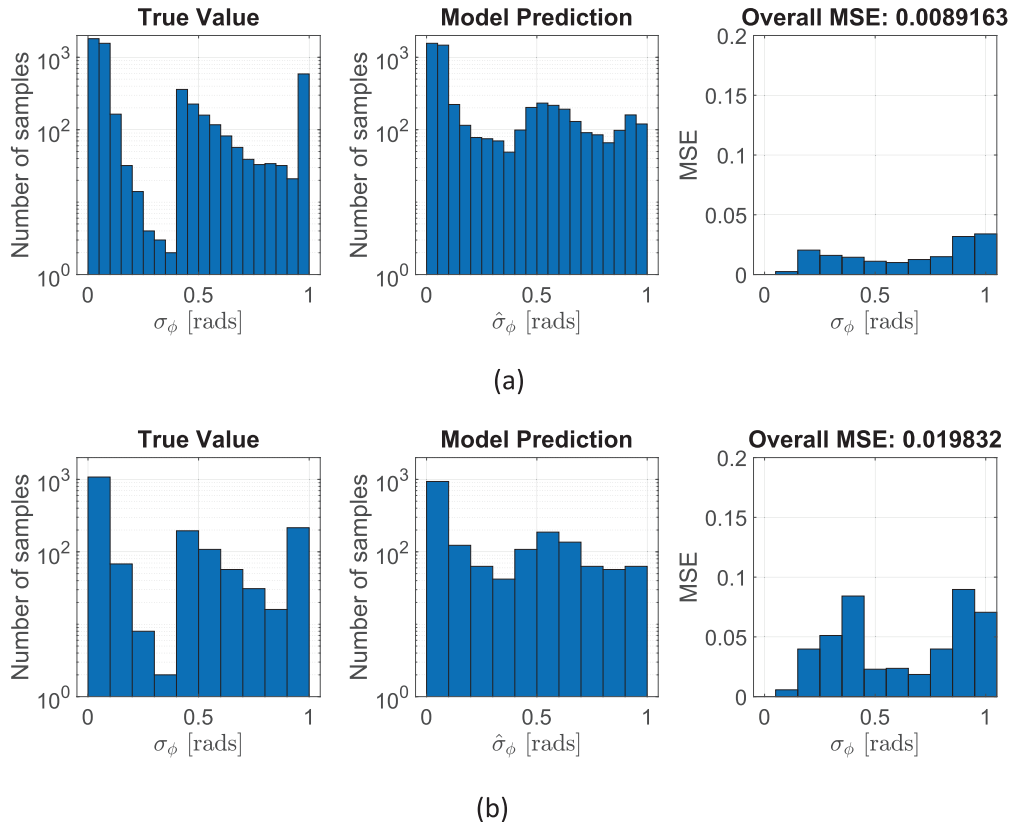 True Value
Model Prediction
Overall MSE: 0.0089163
Number of samples
10^3
10^2
10^0
0
0.5
1
σ_ϕ [rads]
Number of samples
10^3
10^2
10^0
0
0.5
1
σ̂_ϕ [rads]
MSE
0.2
0.15
0.1
0.05
0
0
0.5
1
σ_ϕ [rads]
(a)
True Value
Model Prediction
Overall MSE: 0.019832
Number of samples
10^3
10^2
10^0
0
0.5
1
σ_ϕ [rads]
Number of samples
10^3
10^2
10^0
0
0.5
1
σ̂_ϕ [rads]
MSE
0.2
0.15
0.1
0.05
0
0
0.5
1
σ_ϕ [rads]
(b)